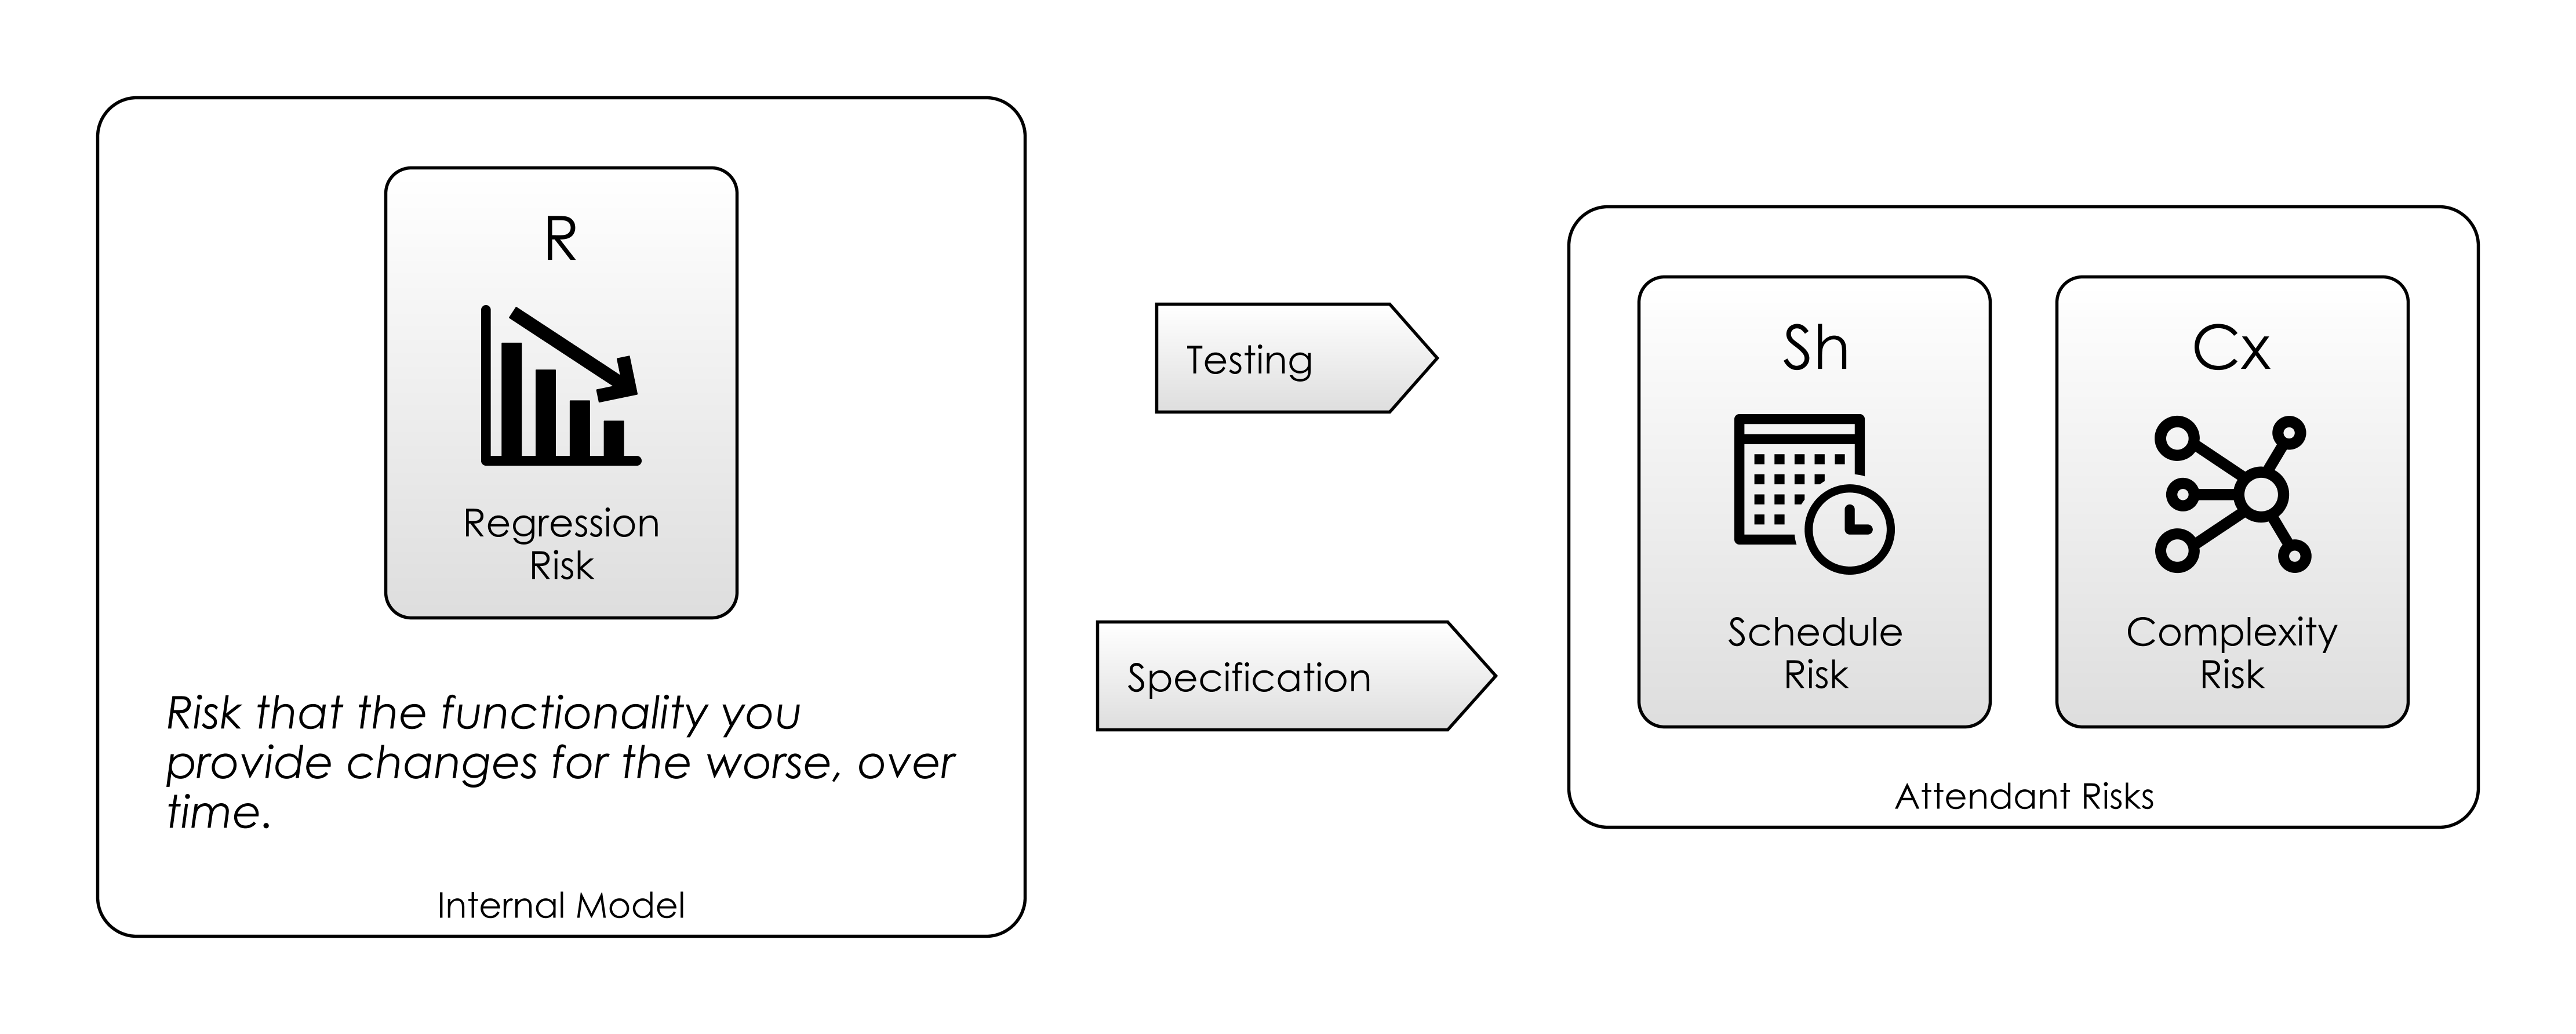 R
Regression
Risk
Risk that the functionality you
provide changes for the worse, over
time.
Internal Model
Testing
Specification
Sh
Schedule
Risk
Cx
Complexity
Risk
Attendant Risks